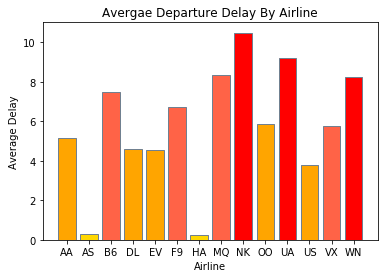 Avergae Departure Delay By Airline
Average Delay
10
8
6
4
2
0
AA AS B6 DL EV F9 HA MQ NK OO UA US VX WN
Airline